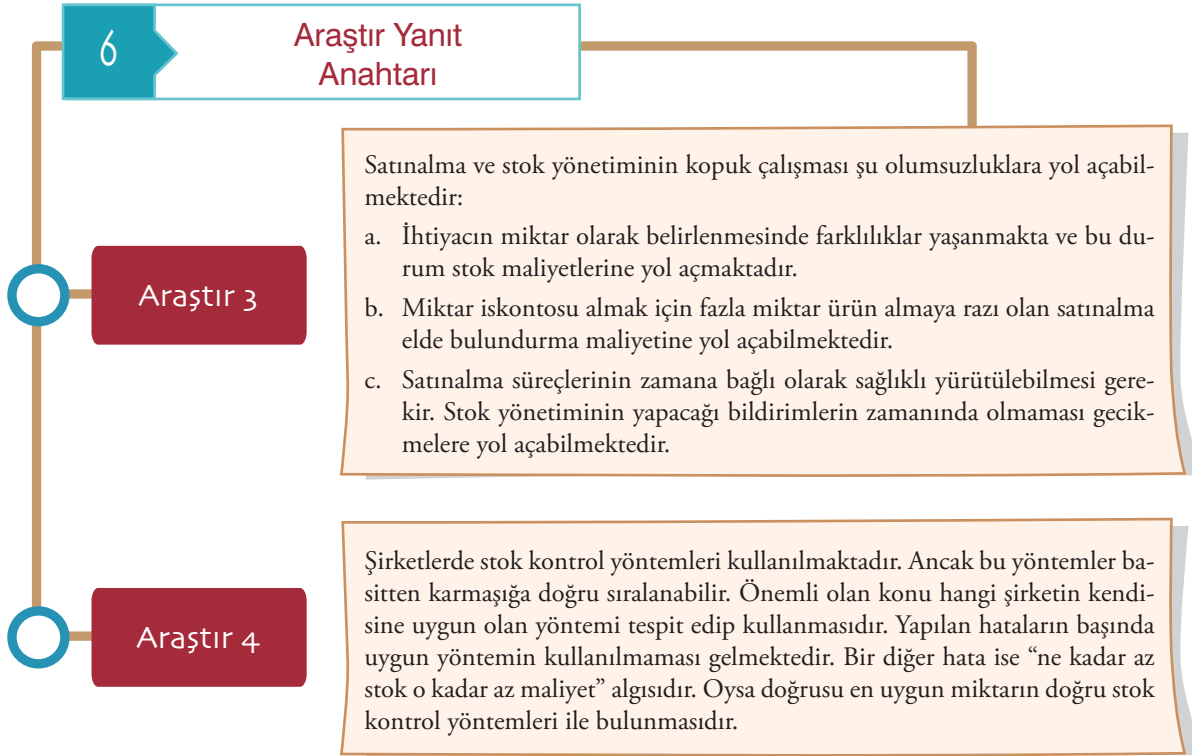 6
Araştır Yanıt
Anahtarı
Araştır 3
Satınalma ve stok yönetiminin kopuk çalışması şu olumsuzluklara yol açabil-
mektedir:
a. İhtiyacın miktar olarak belirlenmesinde farklılıklar yaşanmakta ve bu du-
rum stok maliyetlerine yol açmaktadır.
b. Miktar iskontosu almak için fazla miktar ürün almaya razı olan satınalma
elde bulundurma maliyetine yol açabilmektedir.
c. Satınalma süreçlerinin zamana bağlı olarak sağlıklı yürütülebilmesi gere-
kir. Stok yönetiminin yapacağı bildirimlerin zamanında olmaması gecik-
melere yol açabilmektedir.
Araştır 4
Şirketlerde stok kontrol yöntemleri kullanılmaktadır. Ancak bu yöntemler ba-
sitten karmaşığa doğru sıralanabilir. Önemli olan konu hangi şirketin kendi-
sine uygun olan yöntemi tespit edip kullanmasıdır. Yapılan hataların başında
uygun yöntemin kullanılmaması gelmektedir. Bir diğer hata ise “ne kadar az
stok o kadar az maliyet” algısıdır. Oysa doğrusu en uygun miktarın doğru stok
kontrol yöntemleri ile bulunmasıdır.